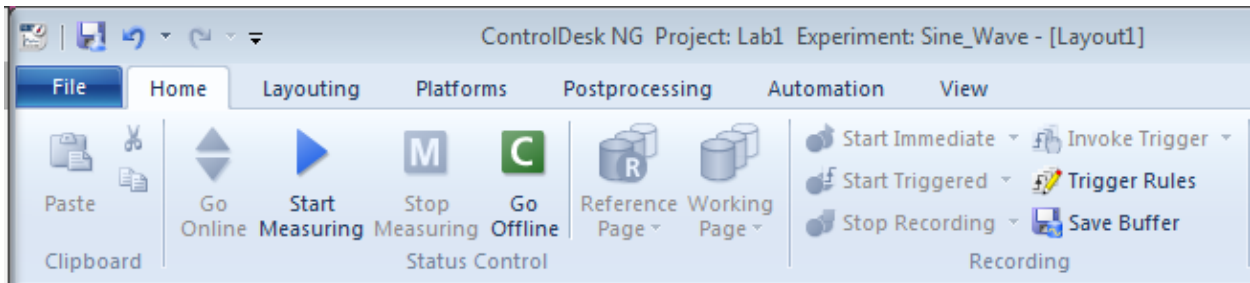 ControlDesk NG Project: Lab1 Experiment: Sine_Wave - [Layout1]
File Home Layouting Platforms Postprocessing Automation View
Paste
Go Online
Start Measuring
M
Stop Measuring
C
Go Offline
R
Reference Page
Working Page
Start Immediate
Start Triggered
Stop Recording
Invoke Trigger
Trigger Rules
Save Buffer
Clipboard
Status Control
Recording